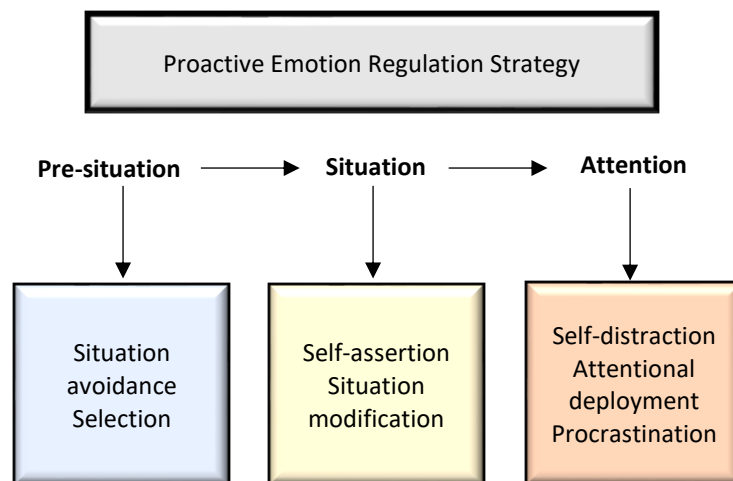 Proactive Emotion Regulation Strategy
Pre-situation
Situation
Attention
Situation
avoidance
Selection
Self-assertion
Situation
modification
Self-distraction
Attentional
deployment
Procrastination